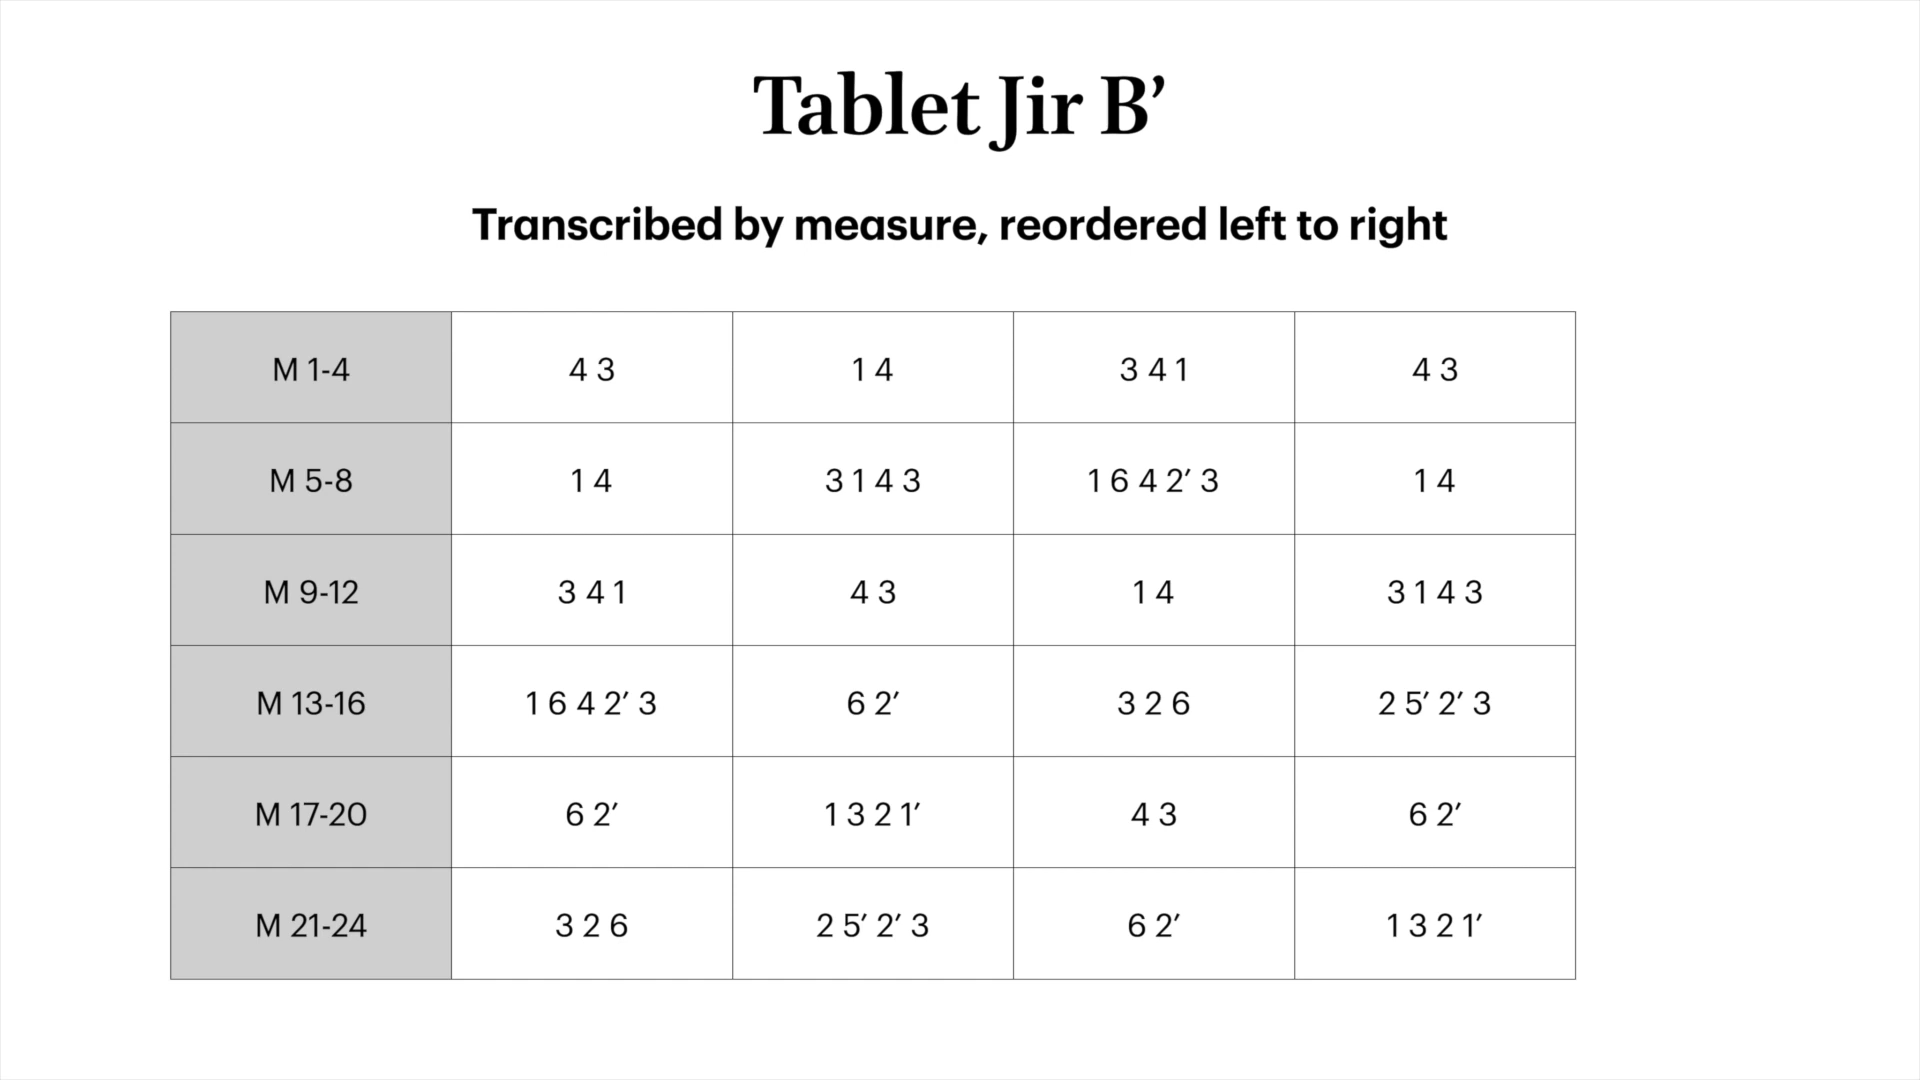 Tablet Jir B’
Transcribed by measure, reordered left to right
M 1-4 4 3 1 4 3 4 1 4 3
M 5-8 1 4 3 1 4 3 1 6 4 2′ 3 1 4
M 9-12 3 4 1 4 3 1 4 3 1 4 3
M 13-16 1 6 4 2′ 3 6 2′ 3 2 6 2 5′ 2′ 3
M 17-20 6 2′ 1 3 2 1′ 4 3 6 2′
M 21-24 3 2 6 2 5′ 2′ 3 6 2′ 1 3 2 1′